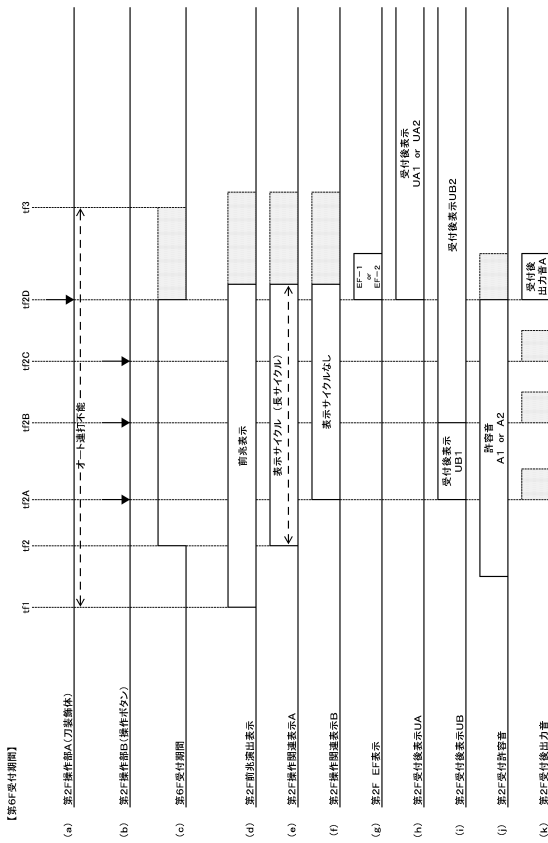 【第6F受付期間】
tf1
tf2
tf2A
tf2B
tf2C
tf2D
tf3
(a) 第2F操作部A(刀装飾体)
オート連打不能
(b) 第2F操作部B(操作ボタン)
(c) 第6F受付期間
(d) 第2F前兆演出表示
前兆表示
(e) 第2F操作関連表示A
表示サイクル (長サイクル)
(f) 第2F操作関連表示B
表示サイクルなし
(g) 第2F EF表示
EF-1
or
EF-2
(h) 第2F受付後表示UA
受付後表示
UA1 or UA2
(i) 第2F受付後表示UB
受付後表示
UB1
受付後表示UB2
(j) 第2F受付許容音
許容音
A1 or A2
(k) 第2F受付後出力音
受付後
出力音A